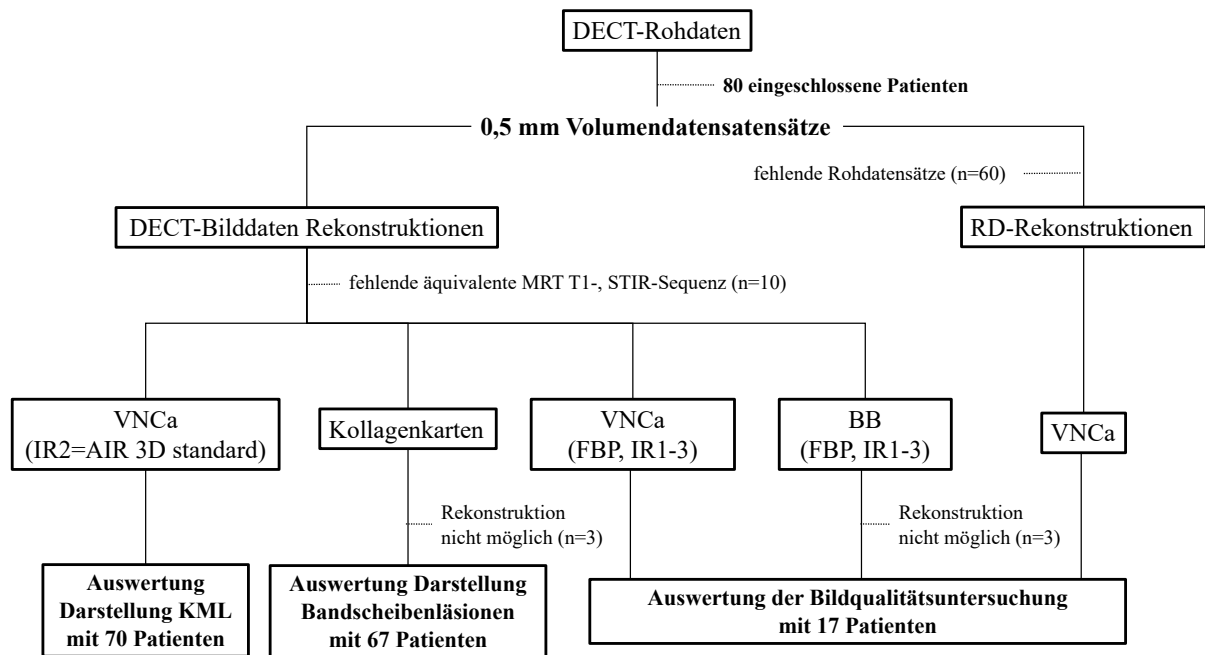 DECT-Rohdaten
80 eingeschlossene Patienten
0,5 mm Volumendatensatensätze
fehlende Rohdatensätze (n=60)
DECT-Bilddaten Rekonstruktionen
RD-Rekonstruktionen
fehlende äquivalente MRT T1-, STIR-Sequenz (n=10)
VNCa
(IR2=AIR 3D standard)
Kollagenkarten
VNCa
(FBP, IR1-3)
BB
(FBP, IR1-3)
VNCa
Rekonstruktion
nicht möglich (n=3)
Rekonstruktion
nicht möglich (n=3)
Auswertung
Darstellung KML
mit 70 Patienten
Auswertung Darstellung
Bandscheibenläsionen
mit 67 Patienten
Auswertung der Bildqualitätsuntersuchung
mit 17 Patienten